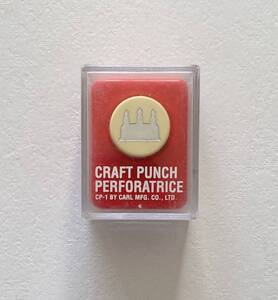 CRAFT PUNCH
PERFORATRICE
CP-1 BY CARL MFG. CO., LTD.